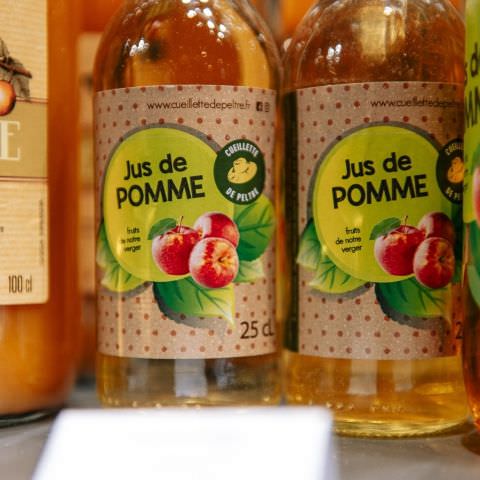 E
100 cl
www.cueillettedepeltre.fr
Jus de
POMME
CUEILLETTE
DE PELTRE
fruits
de notre
verger
25 cL
www.cueillettedepeltre.fr
Jus de
POMME
fruits
de notre
verger
2